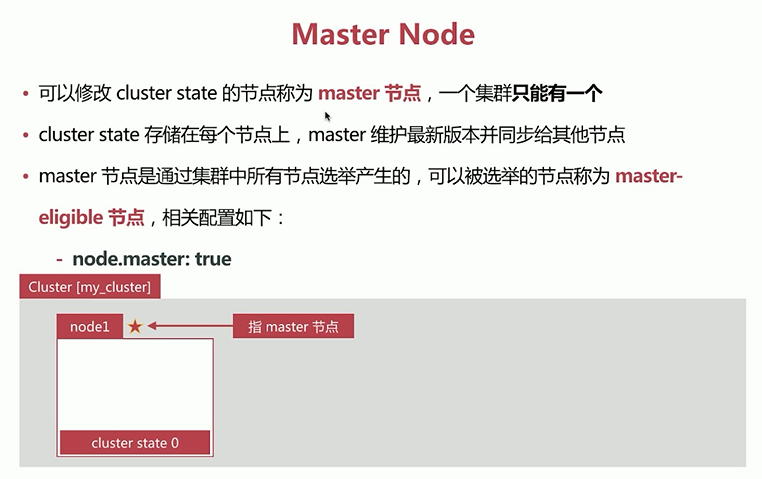 Master Node
• 可以修改 cluster state 的节点称为 master 节点，一个集群只能有一个
• cluster state 存储在每个节点上，master 维护最新版本并同步给其他节点
• master 节点是通过集群中所有节点选举产生的，可以被选举的节点称为 master-
eligible 节点，相关配置如下：
- node.master: true
Cluster [my_cluster]
node1
指 master 节点
cluster state 0